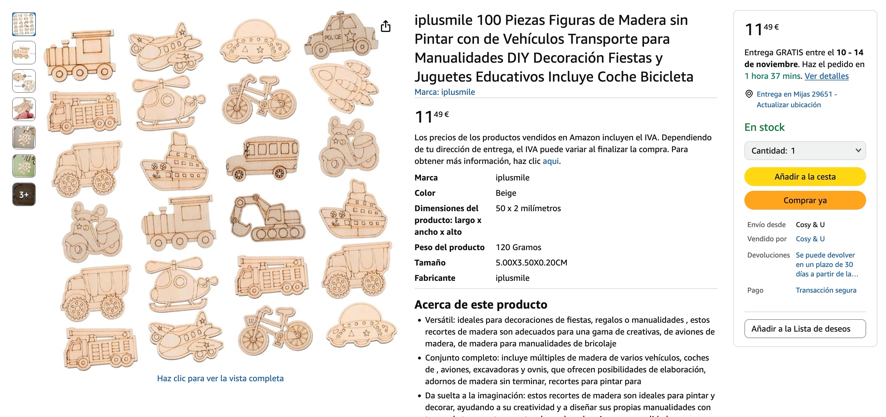 iplusmile 100 Piezas Figuras de Madera sin
Pintar con de Vehículos Transporte para
Manualidades DIY Decoración Fiestas y
Juguetes Educativos Incluye Coche Bicicleta
Marca: iplusmile
11 49 €
Los precios de los productos vendidos en Amazon incluyen el IVA. Dependiendo
de tu dirección de entrega, el IVA puede variar al finalizar la compra. Para
obtener más información, haz clic aquí.
Marca iplusmile
Color Beige
Dimensiones del 50 x 2 milímetros
producto: largo x
ancho x alto
Peso del producto 120 Gramos
Tamaño 5.00X3.50X0.20CM
Fabricante iplusmile
Acerca de este producto
• Versátil: ideales para decoraciones de fiestas, regalos o manualidades , estos
recortes de madera son adecuados para una gama de creativas, de aviones de
madera, de madera para manualidades de bricolaje
• Conjunto completo: incluye múltiples de madera de varios vehículos, coches
de , aviones, excavadoras y ovnis, que ofrecen posibilidades de elaboración,
adornos de madera sin terminar, recortes para pintar para
• Da suelta a la imaginación: estos recortes de madera son ideales para pintar y
decorar, ayudando a su creatividad y a diseñar sus propias manualidades con
POLICE
3+
Haz clic para ver la vista completa
11 49 €
Entrega GRATIS entre el 10 - 14
de noviembre. Haz el pedido en
1 hora 37 mins. Ver detalles
Entrega en Mijas 29651 -
Actualizar ubicación
En stock
Cantidad: 1
Añadir a la cesta
Comprar ya
Envío desde Cosy & U
Vendido por Cosy & U
Devoluciones Se puede devolver
en un plazo de 30
días a partir de la...
Pago Transacción segura
Añadir a la Lista de deseos